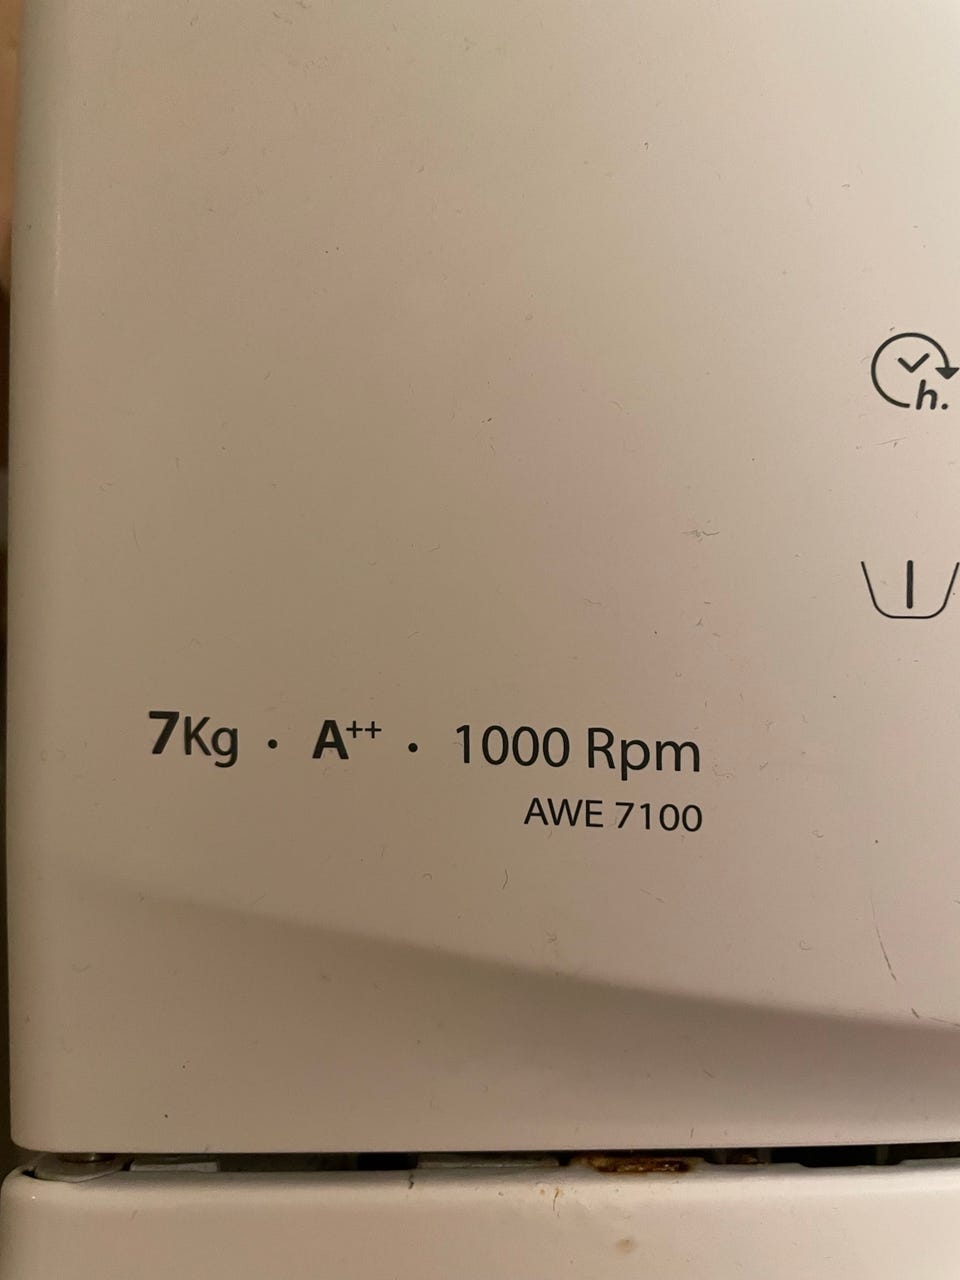 h.
7Kg · A++ · 1000 Rpm
AWE 7100